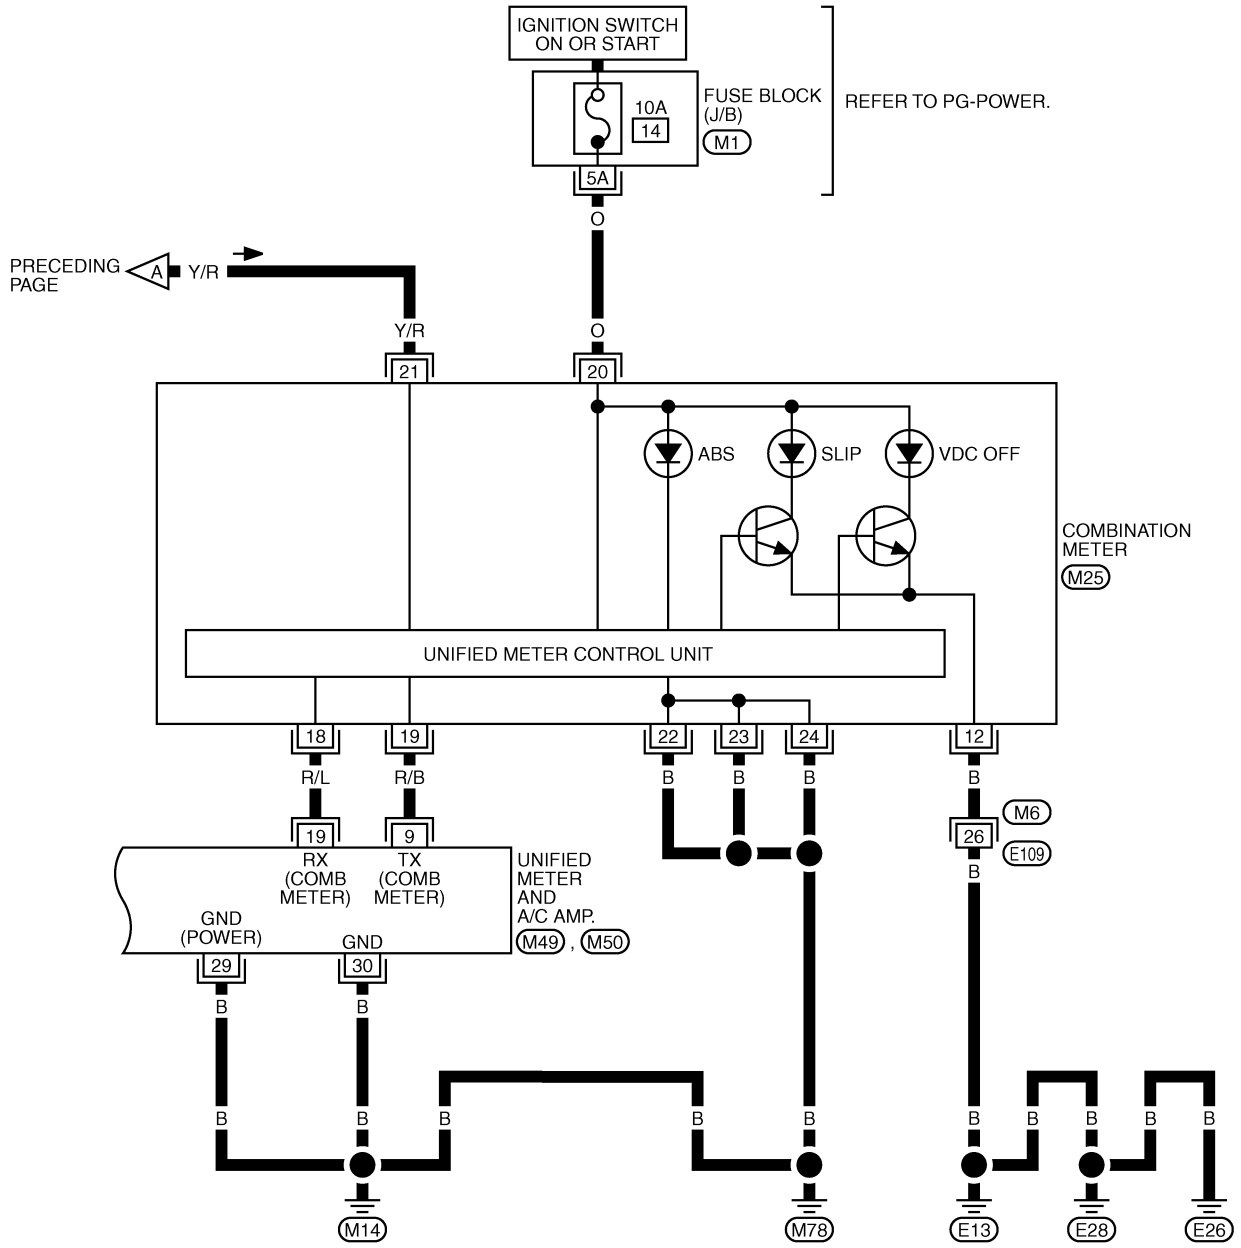 IGNITION SWITCH
ON OR START
FUSE BLOCK
(J/B)
M1
10A
14
REFER TO PG-POWER.
5A
O
PRECEDING
PAGE
A
Y/R
Y/R
O
21
20
ABS
SLIP
VDC OFF
COMBINATION
METER
M25
UNIFIED METER CONTROL UNIT
18
19
22
23
24
12
R/L
R/B
B
B
B
B
M6
19
9
26
E109
RX
(COMB
METER)
TX
(COMB
METER)
B
UNIFIED
METER
AND
A/C AMP.
M49 , M50
GND
(POWER)
GND
29
30
B
B
B
B
B
B
B
B
B
B
B
B
M14
M78
E13
E28
E26